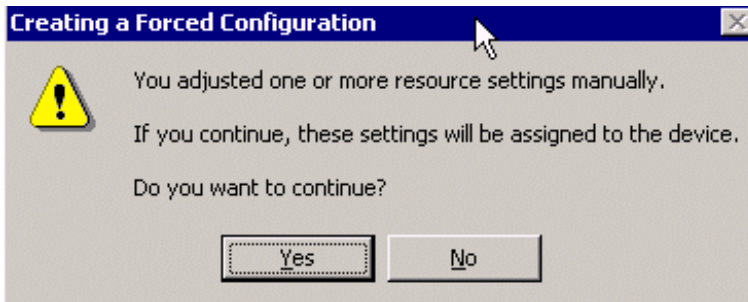 Creating a Forced Configuration
You adjusted one or more resource settings manually.
If you continue, these settings will be assigned to the device.
Do you want to continue?
Yes
No